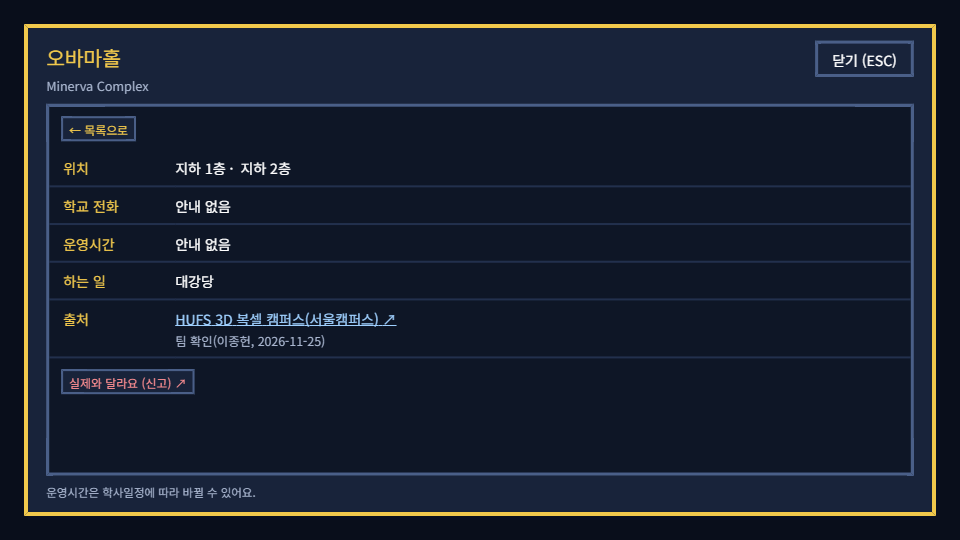 오바마홀
닫기 (ESC)
Minerva Complex
← 목록으로
위치 지하 1층 · 지하 2층
학교 전화 안내 없음
운영시간 안내 없음
하는 일 대강당
출처 HUFS 3D 복셀 캠퍼스(서울캠퍼스) ↗
팀 확인(이종헌, 2026-11-25)
실제와 달라요 (신고) ↗
운영시간은 학사일정에 따라 바뀔 수 있어요.